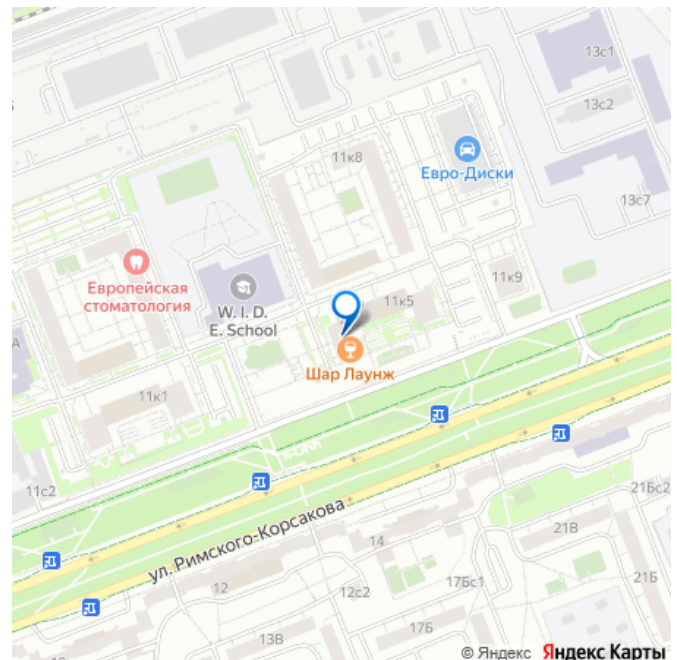 13с1
13с2
11к8
Евро-Диски
13с7
Европейская
стоматология
W. I. D.
E. School
11к9
11к5
Шар Лаунж
11к1
11с2
ул. Римского-Корсакова
14
12
12с2
13В
17Б
17Бс1
21Бс2
21В
21Б
© Яндекс Яндекс Карты